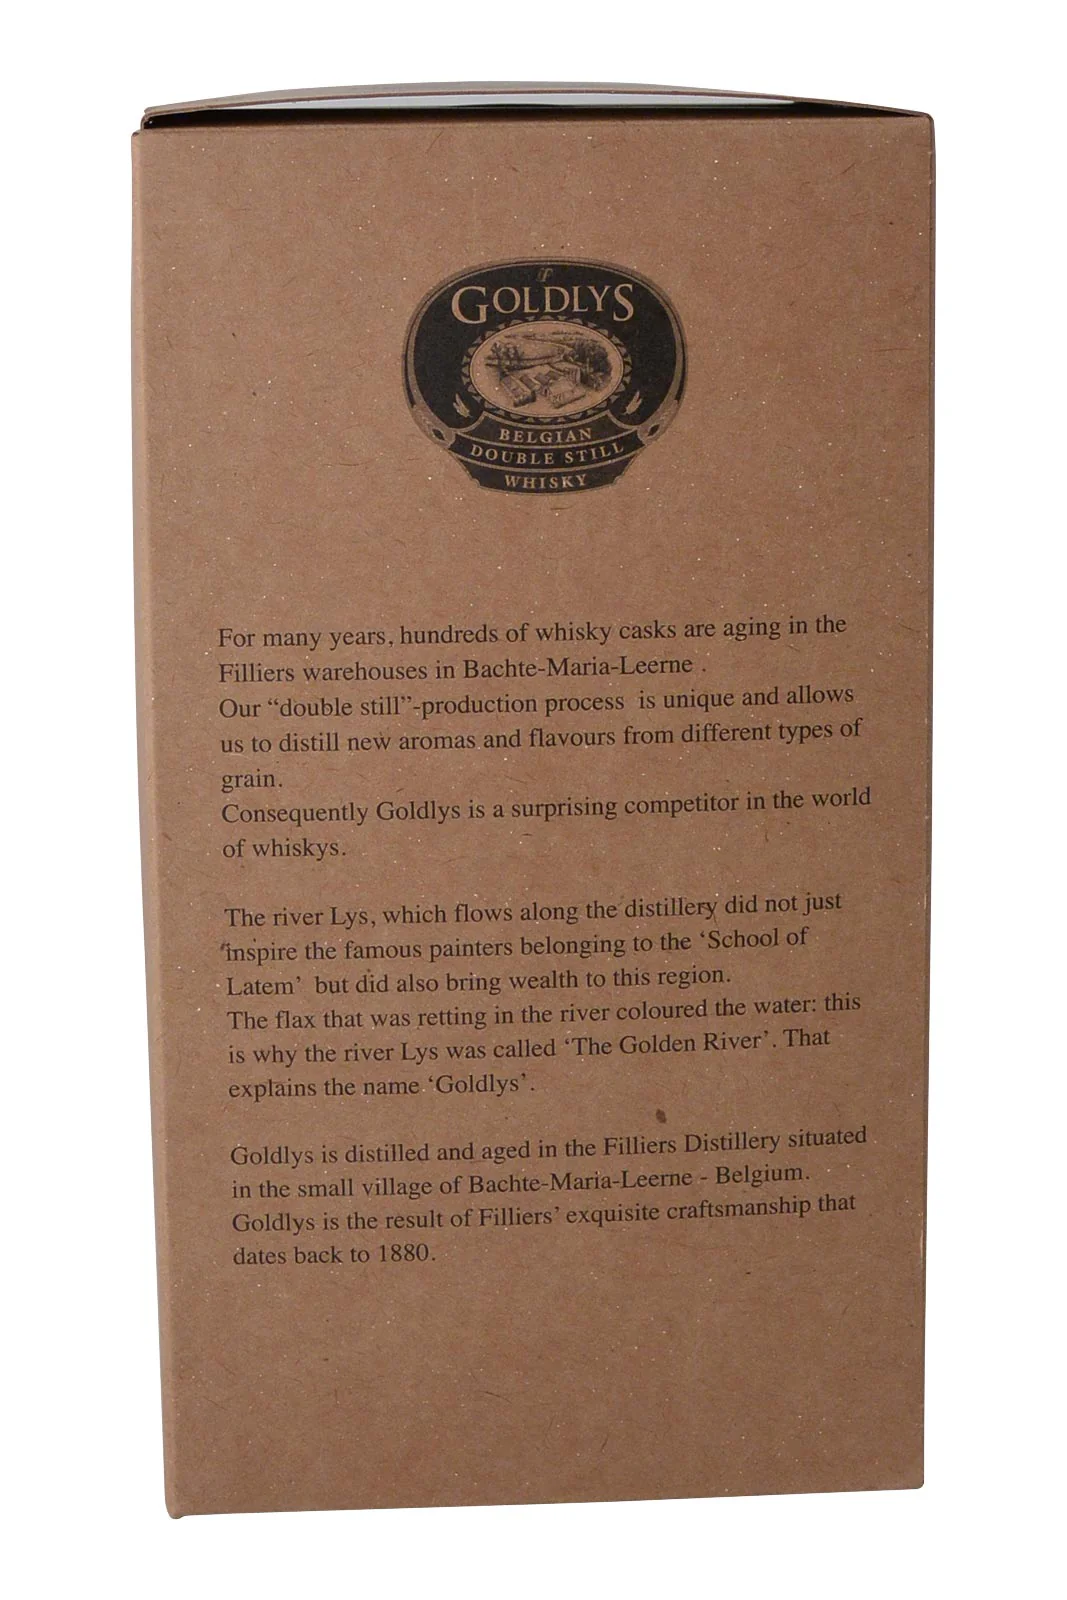 GOLDLYS
BELGIAN
DOUBLE STILL
WHISKY
For many years, hundreds of whisky casks are aging in the
Filliers warehouses in Bachte-Maria-Leerne .
Our “double still”-production process  is unique and allows
us to distill new aromas and flavours from different types of
grain.
Consequently Goldlys is a surprising competitor in the world
of whiskys.
The river Lys, which flows along the distillery did not just
inspire the famous painters belonging to the ‘School of
Latem’  but did also bring wealth to this region.
The flax that was retting in the river coloured the water: this
is why the river Lys was called ‘The Golden River’. That
explains the name ‘Goldlys’.
Goldlys is distilled and aged in the Filliers Distillery situated
in the small village of Bachte-Maria-Leerne - Belgium.
Goldlys is the result of Filliers’ exquisite craftsmanship that
dates back to 1880.